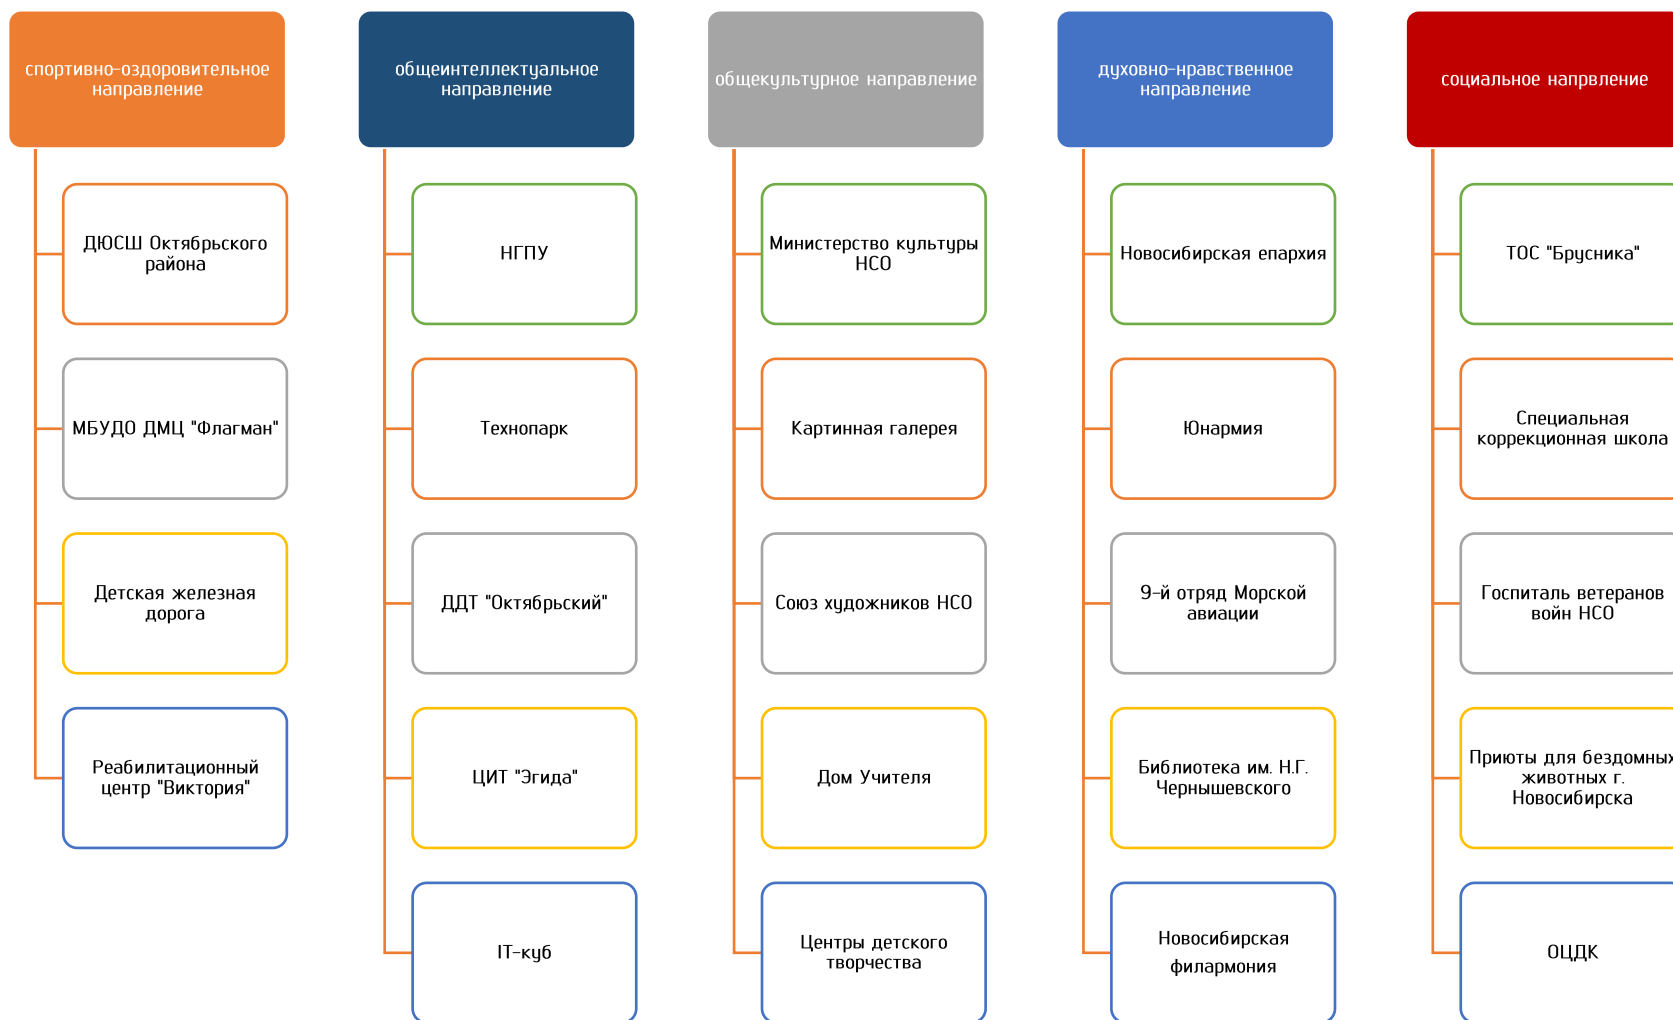 спортивно-оздоровительное
направление
ДЮСШ Октябрьского
района
МБУДО ДМЦ "Флагман"
Детская железная
дорога
Реабилитационный
центр "Виктория"
общеинтеллектуальное
направление
НГПУ
Технопарк
ДДТ "Октябрьский"
ЦИТ "Эгида"
IT-куб
общекультурное направление
Министерство культуры
НСО
Картинная галерея
Союз художников НСО
Дом Учителя
Центры детского
творчества
духовно-нравственное
направление
Новосибирская епархия
Юнармия
9-й отряд Морской
авиации
Библиотека им. Н.Г.
Чернышевского
Новосибирская
филармония
социальное напрвление
ТОС "Брусника"
Специальная
коррекционная школа
Госпиталь ветеранов
войн НСО
Приюты для бездомных
животных г.
Новосибирска
ОЦДК